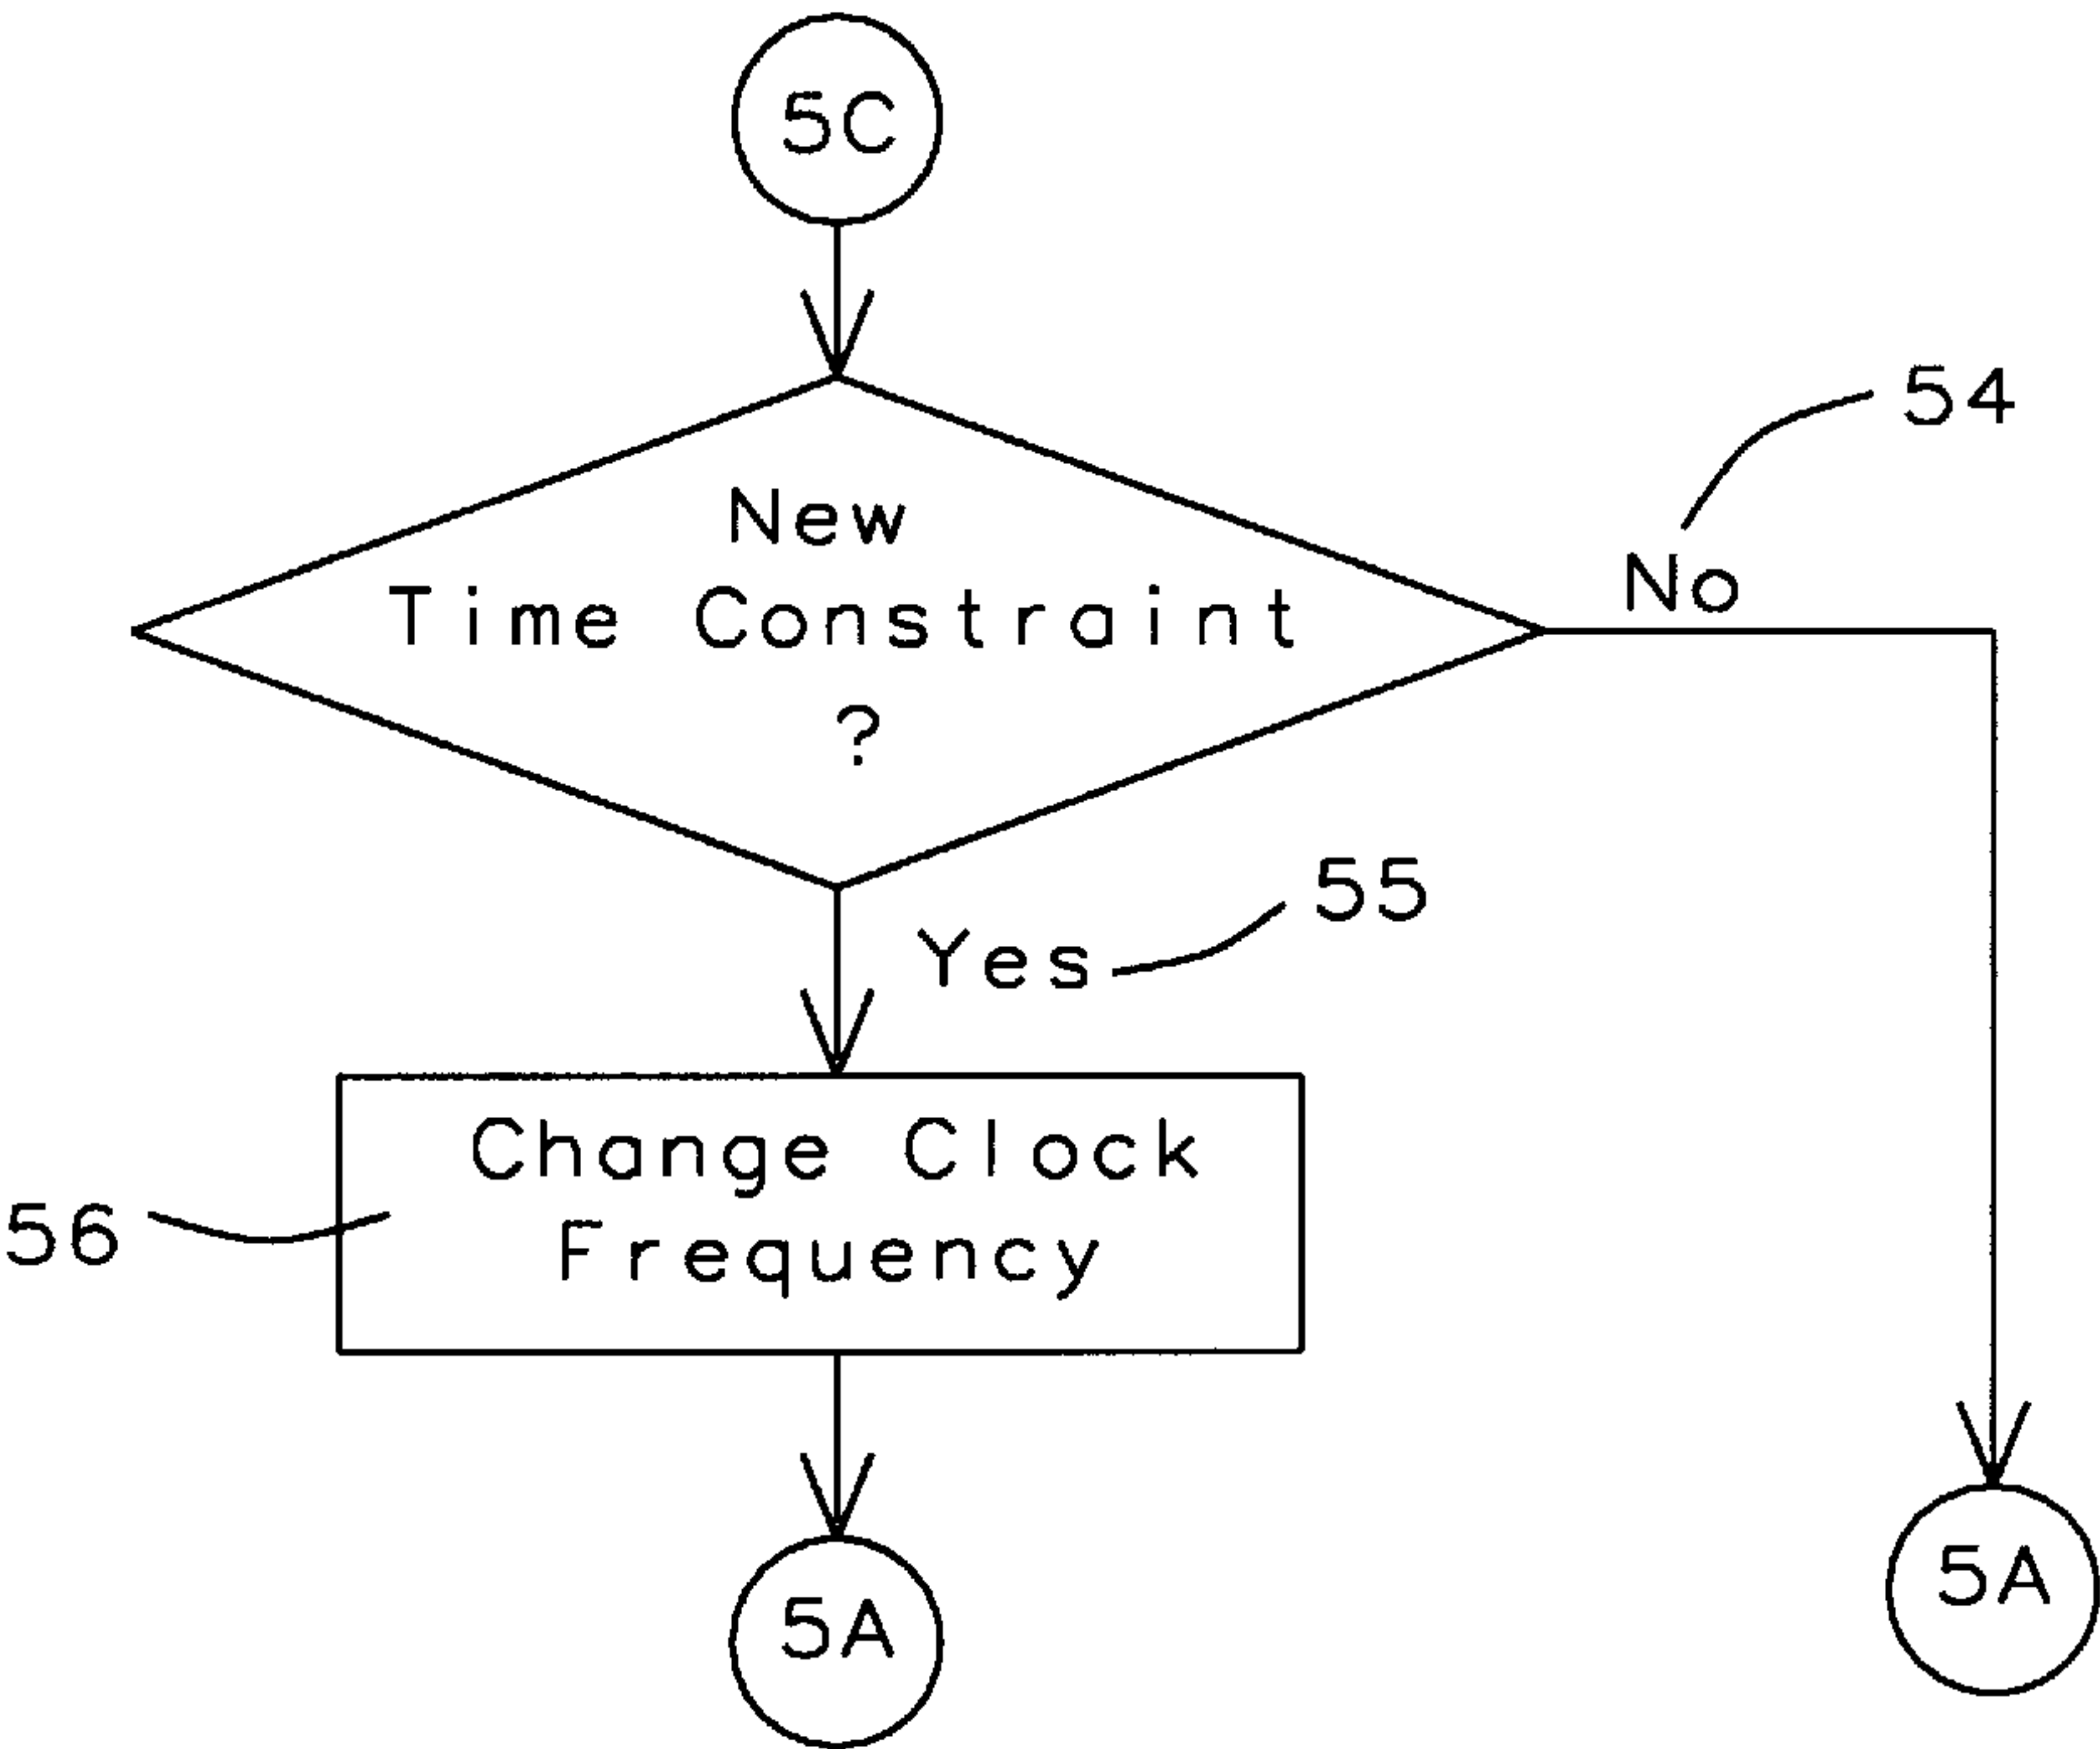 5C
54
New
No
Time Constraint
?
55
Yes
Change Clock
56
Frequency
5A
5A